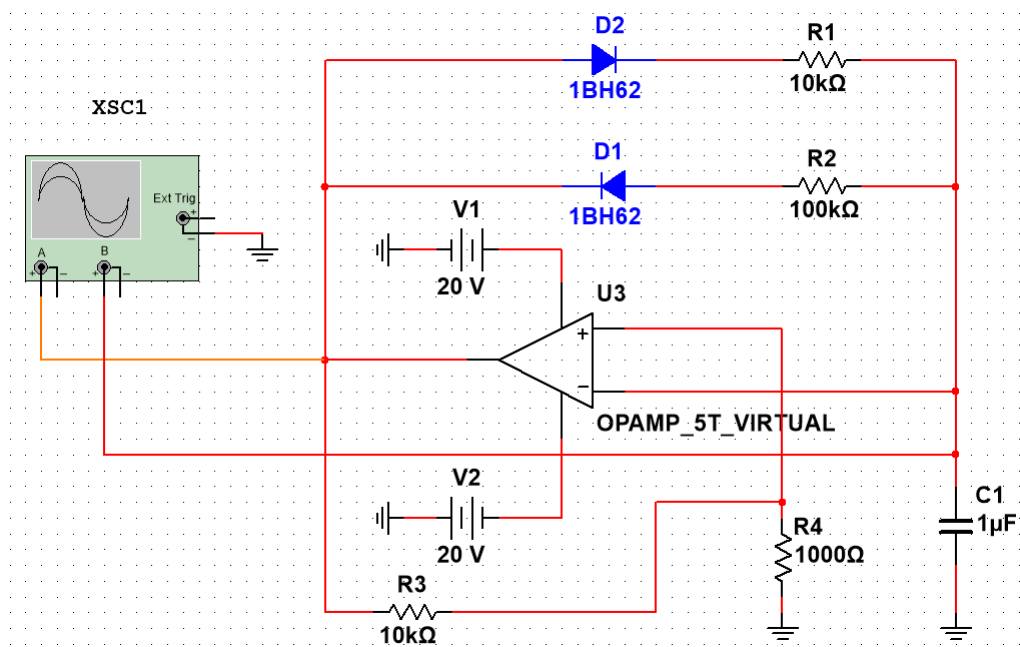 D2
1BH62
R1
10kΩ
XSC1
D1
1BH62
R2
100kΩ
Ext Trig
+
−
A
B
+
−
+
−
V1
20 V
U3
+
−
OPAMP_5T_VIRTUAL
V2
20 V
C1
1µF
R4
1000Ω
R3
10kΩ